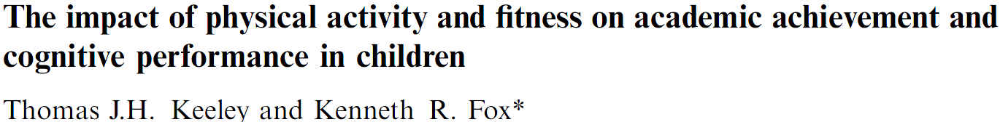 The impact of physical activity and fitness on academic achievement and
cognitive performance in children
Thomas J.H. Keeley and Kenneth R. Fox*